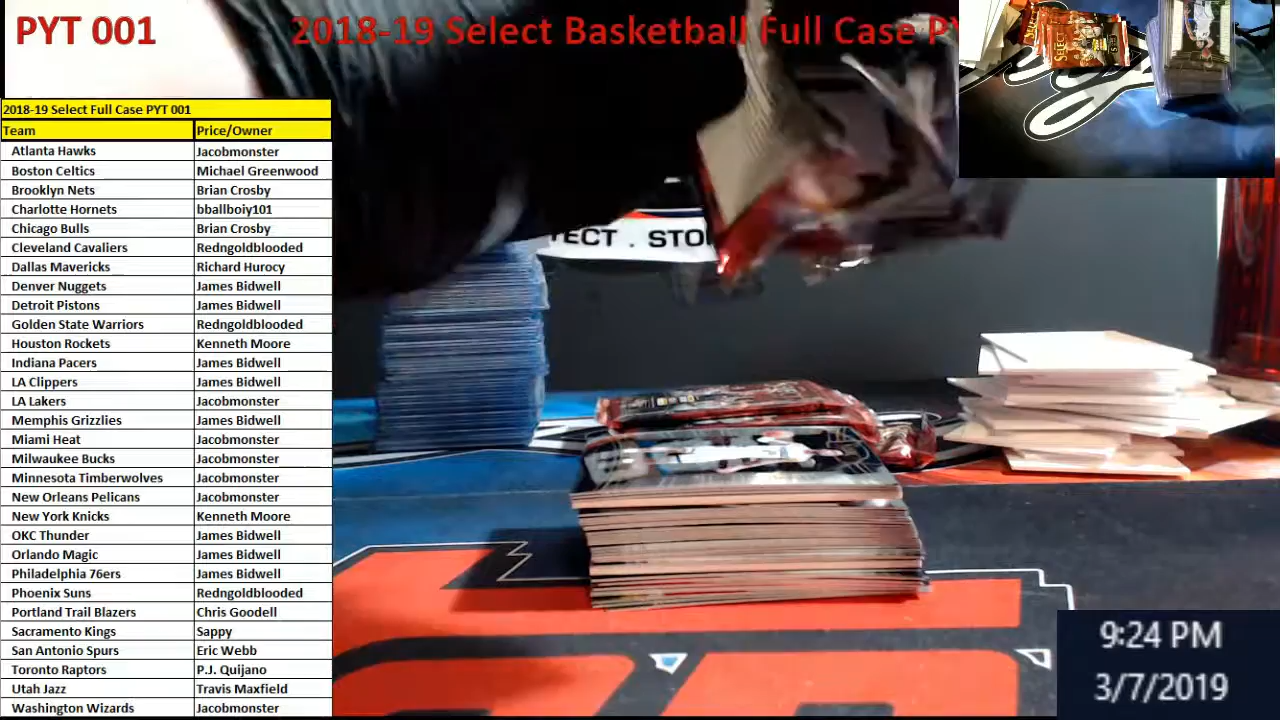 PYT 001
2018-19 Select Basketball Full Case PY
2018-19 Select Full Case PYT 001
Team Price/Owner
Atlanta Hawks Jacobmonster
Boston Celtics Michael Greenwood
Brooklyn Nets Brian Crosby
Charlotte Hornets bballboiy101
Chicago Bulls Brian Crosby
Cleveland Cavaliers Redngoldblooded
Dallas Mavericks Richard Hurocy
Denver Nuggets James Bidwell
Detroit Pistons James Bidwell
Golden State Warriors Redngoldblooded
Houston Rockets Kenneth Moore
Indiana Pacers James Bidwell
LA Clippers James Bidwell
LA Lakers Jacobmonster
Memphis Grizzlies James Bidwell
Miami Heat Jacobmonster
Milwaukee Bucks Jacobmonster
Minnesota Timberwolves Jacobmonster
New Orleans Pelicans Jacobmonster
New York Knicks Kenneth Moore
OKC Thunder James Bidwell
Orlando Magic James Bidwell
Philadelphia 76ers James Bidwell
Phoenix Suns Redngoldblooded
Portland Trail Blazers Chris Goodell
Sacramento Kings Sappy
San Antonio Spurs Eric Webb
Toronto Raptors P.J. Quijano
Utah Jazz Travis Maxfield
Washington Wizards Jacobmonster
TECT . STO
SELECT
9:24 PM
3/7/2019